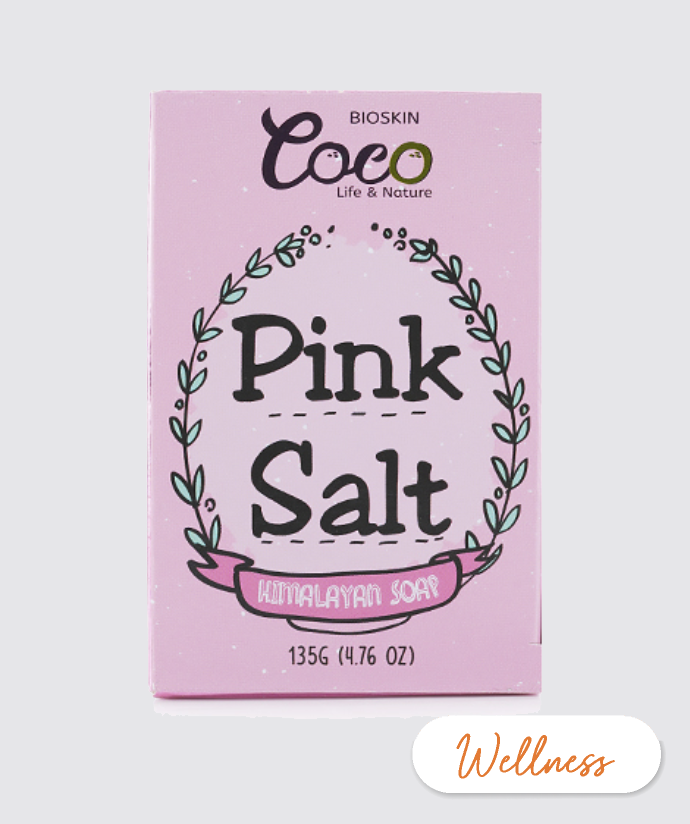 BIOSKIN
Coco
Life & Nature
Pink
Salt
HIMALAYAN SOAP
135G (4.76 OZ)
Wellness